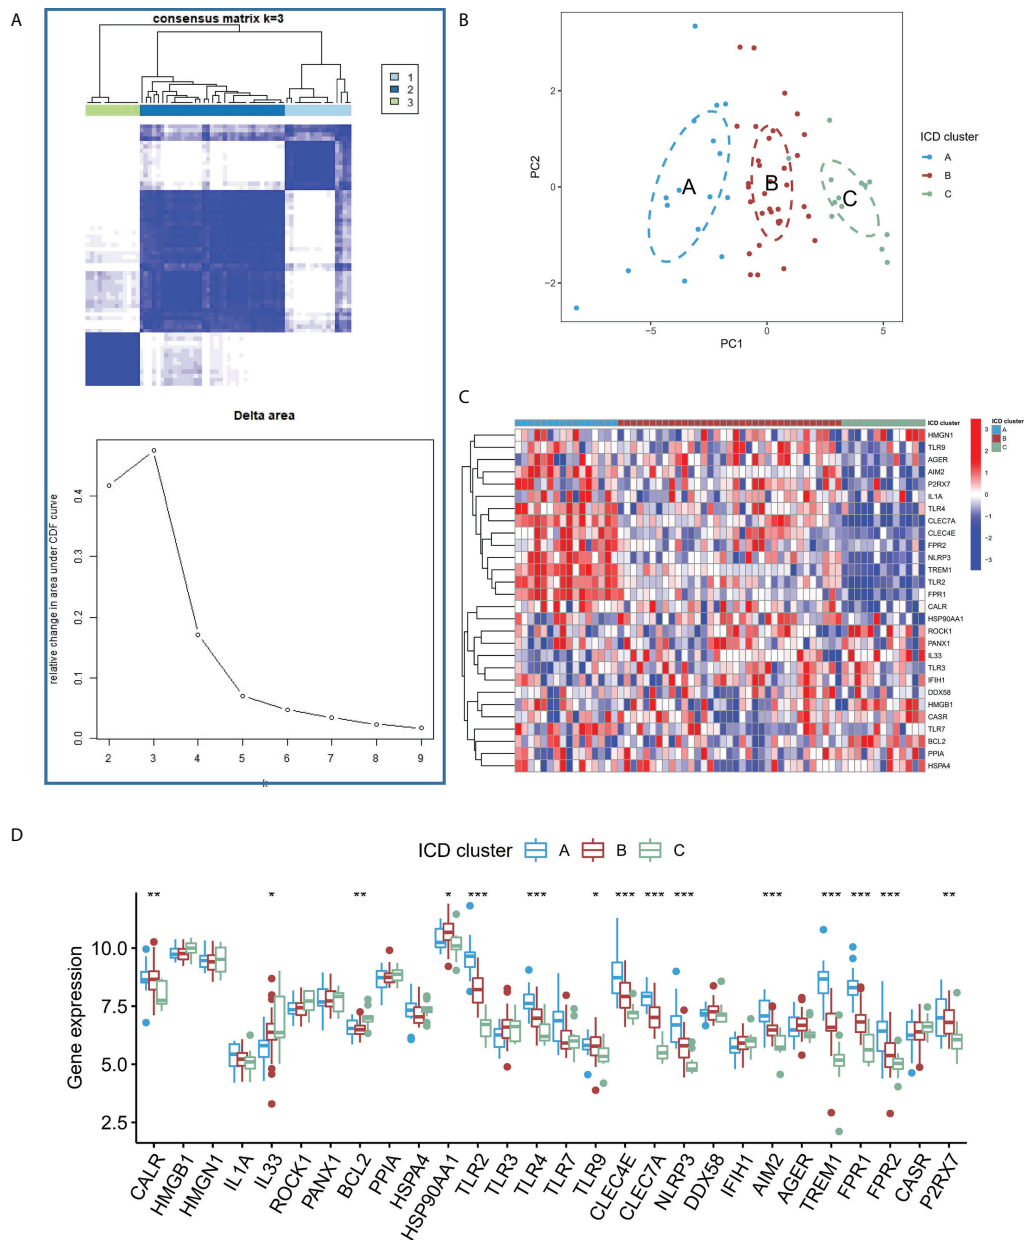 A
consensus matrix k=3
1
2
3
Delta area
relative change in area under CDF curve
0.0
0.1
0.2
0.3
0.4
2 3 4 5 6 7 8 9
k
B
PC2
2
0
−2
−5 0 5
PC1
ICD cluster
A
B
C
A
B
C
C
ICD cluster
HMGN1
TLR9
AGER
AIM2
P2RX7
IL1A
TLR4
CLEC7A
CLEC4E
FPR2
NLRP3
TREM1
TLR2
FPR1
CALR
HSP90AA1
ROCK1
PANX1
IL33
TLR3
IFIH1
DDX58
HMGB1
CASR
TLR7
BCL2
PPIA
HSPA4
3
2
1
0
−1
−2
−3
ICD cluster
A
B
C
D
ICD cluster A B C
** * ** * *** *** * *** *** *** *** *** *** *** **
Gene expression
10.0
7.5
5.0
2.5
CALR
HMGB1
HMGN1
IL1A
IL33
ROCK1
PANX1
BCL2
PPIA
HSPA4
HSP90AA1
TLR2
TLR3
TLR4
TLR7
TLR9
CLEC4E
CLEC7A
NLRP3
DDX58
IFIH1
AIM2
AGER
TREM1
FPR1
FPR2
CASR
P2RX7